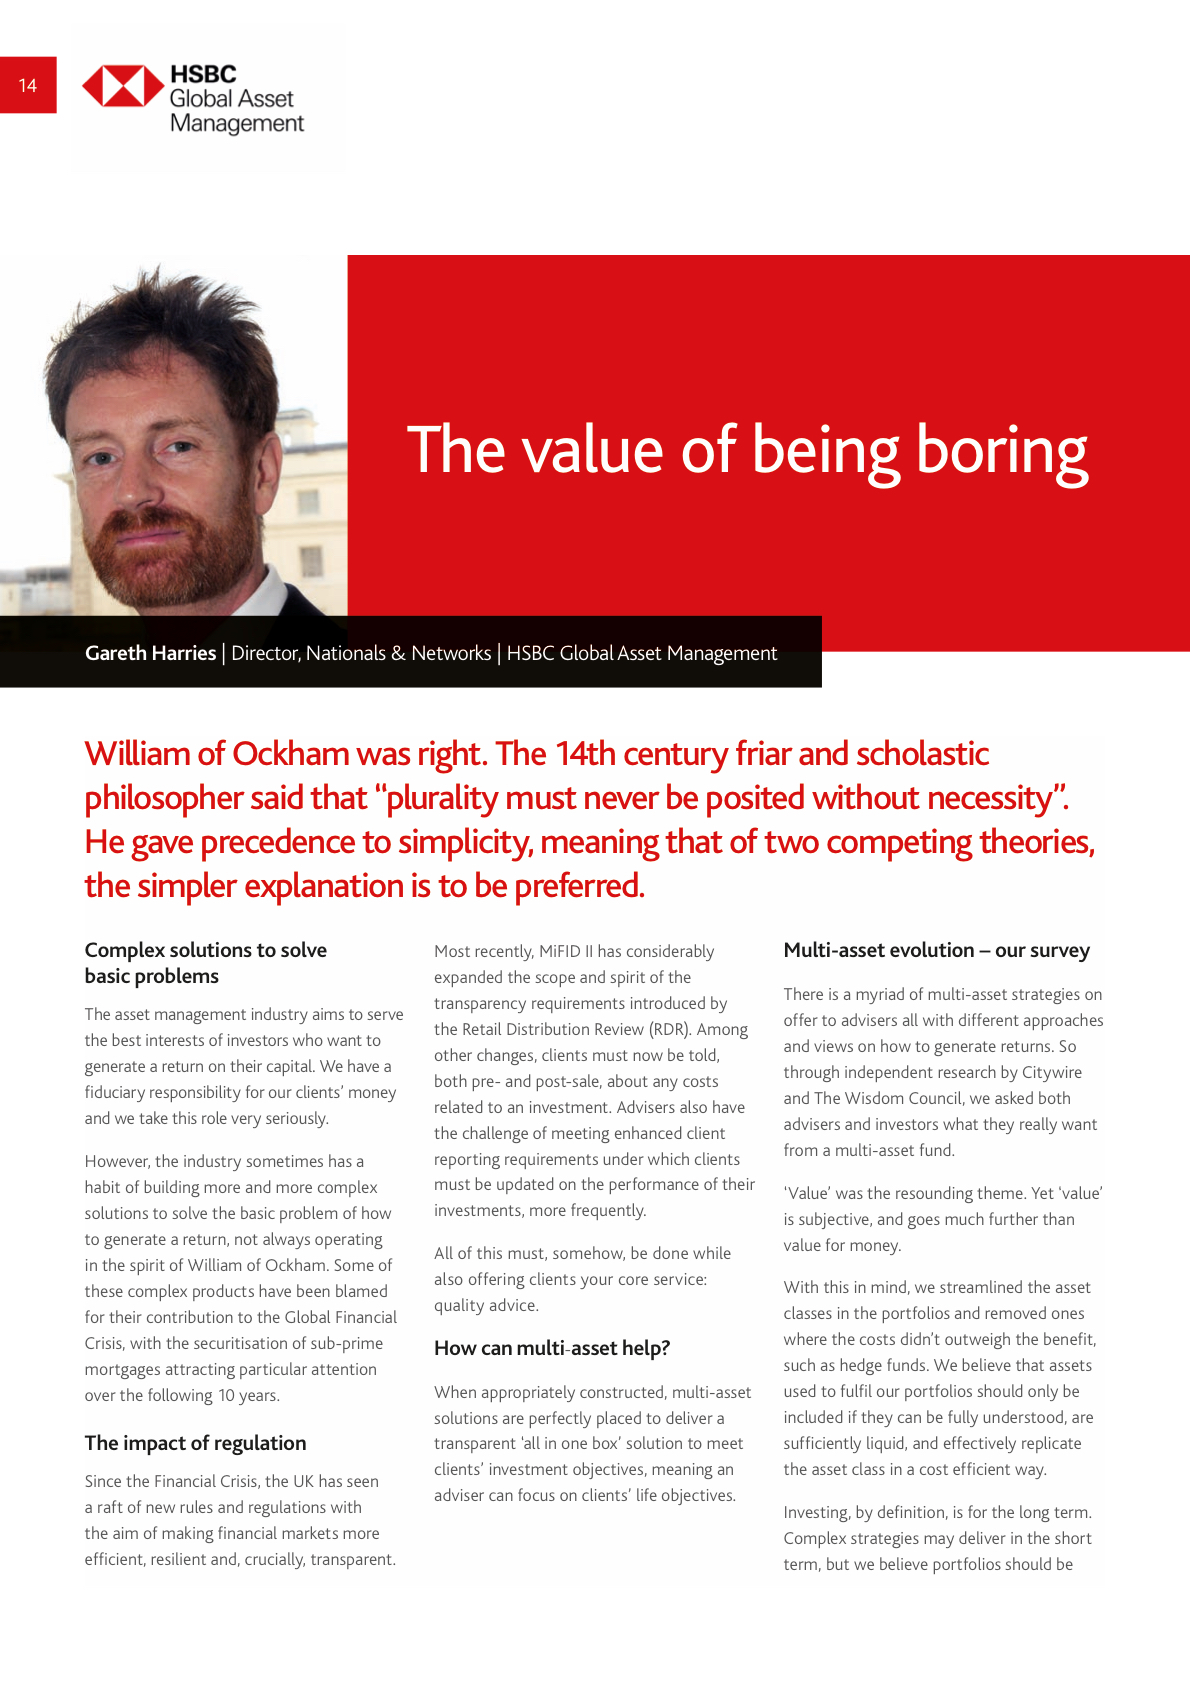 14
HSBC
Global Asset
Management
The value of being boring
Gareth Harries | Director, Nationals & Networks | HSBC Global Asset Management
William of Ockham was right. The 14th century friar and scholastic
philosopher said that “plurality must never be posited without necessity”.
He gave precedence to simplicity, meaning that of two competing theories,
the simpler explanation is to be preferred.
Complex solutions to solve
basic problems
The asset management industry aims to serve
the best interests of investors who want to
generate a return on their capital. We have a
fiduciary responsibility for our clients’ money
and we take this role very seriously.
However, the industry sometimes has a
habit of building more and more complex
solutions to solve the basic problem of how
to generate a return, not always operating
in the spirit of William of Ockham. Some of
these complex products have been blamed
for their contribution to the Global Financial
Crisis, with the securitisation of sub-prime
mortgages attracting particular attention
over the following 10 years.
The impact of regulation
Since the Financial Crisis, the UK has seen
a raft of new rules and regulations with
the aim of making financial markets more
efficient, resilient and, crucially, transparent.
Most recently, MiFID II has considerably
expanded the scope and spirit of the
transparency requirements introduced by
the Retail Distribution Review (RDR). Among
other changes, clients must now be told,
both pre- and post-sale, about any costs
related to an investment. Advisers also have
the challenge of meeting enhanced client
reporting requirements under which clients
must be updated on the performance of their
investments, more frequently.
All of this must, somehow, be done while
also offering clients your core service:
quality advice.
How can multi-asset help?
When appropriately constructed, multi-asset
solutions are perfectly placed to deliver a
transparent ‘all in one box’ solution to meet
clients’ investment objectives, meaning an
adviser can focus on clients’ life objectives.
Multi-asset evolution – our survey
There is a myriad of multi-asset strategies on
offer to advisers all with different approaches
and views on how to generate returns. So
through independent research by Citywire
and The Wisdom Council, we asked both
advisers and investors what they really want
from a multi-asset fund.
‘Value’ was the resounding theme. Yet ‘value’
is subjective, and goes much further than
value for money.
With this in mind, we streamlined the asset
classes in the portfolios and removed ones
where the costs didn’t outweigh the benefit,
such as hedge funds. We believe that assets
used to fulfil our portfolios should only be
included if they can be fully understood, are
sufficiently liquid, and effectively replicate
the asset class in a cost efficient way.
Investing, by definition, is for the long term.
Complex strategies may deliver in the short
term, but we believe portfolios should be